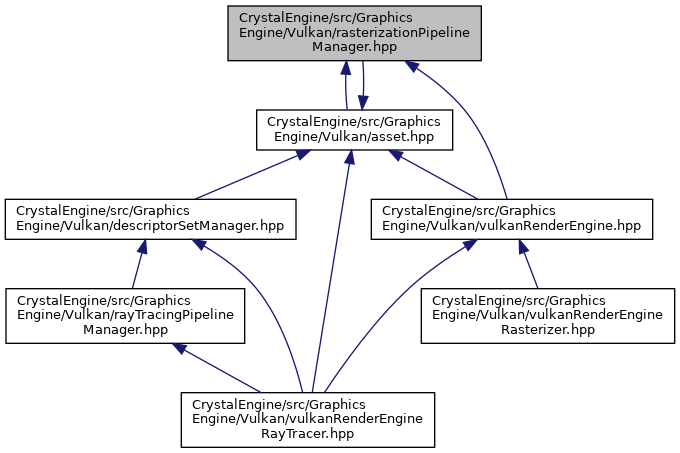 CrystalEngine/src/Graphics
Engine/Vulkan/rasterizationPipeline
Manager.hpp
CrystalEngine/src/Graphics
Engine/Vulkan/asset.hpp
CrystalEngine/src/Graphics
Engine/Vulkan/descriptorSetManager.hpp
CrystalEngine/src/Graphics
Engine/Vulkan/vulkanRenderEngine.hpp
CrystalEngine/src/Graphics
Engine/Vulkan/rayTracingPipeline
Manager.hpp
CrystalEngine/src/Graphics
Engine/Vulkan/vulkanRenderEngine
Rasterizer.hpp
CrystalEngine/src/Graphics
Engine/Vulkan/vulkanRenderEngine
RayTracer.hpp